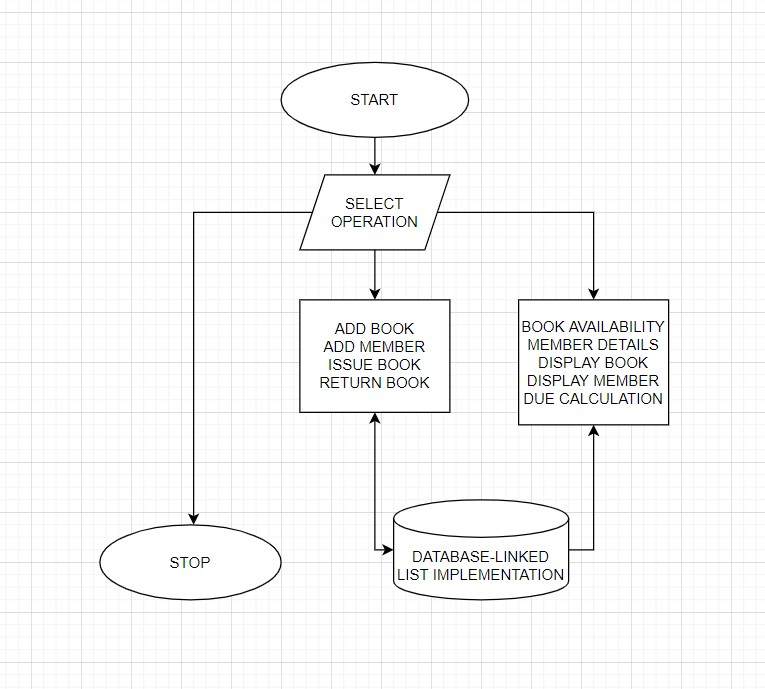 START
SELECT
OPERATION
ADD BOOK
ADD MEMBER
ISSUE BOOK
RETURN BOOK
BOOK AVAILABILITY
MEMBER DETAILS
DISPLAY BOOK
DISPLAY MEMBER
DUE CALCULATION
STOP
DATABASE-LINKED
LIST IMPLEMENTATION